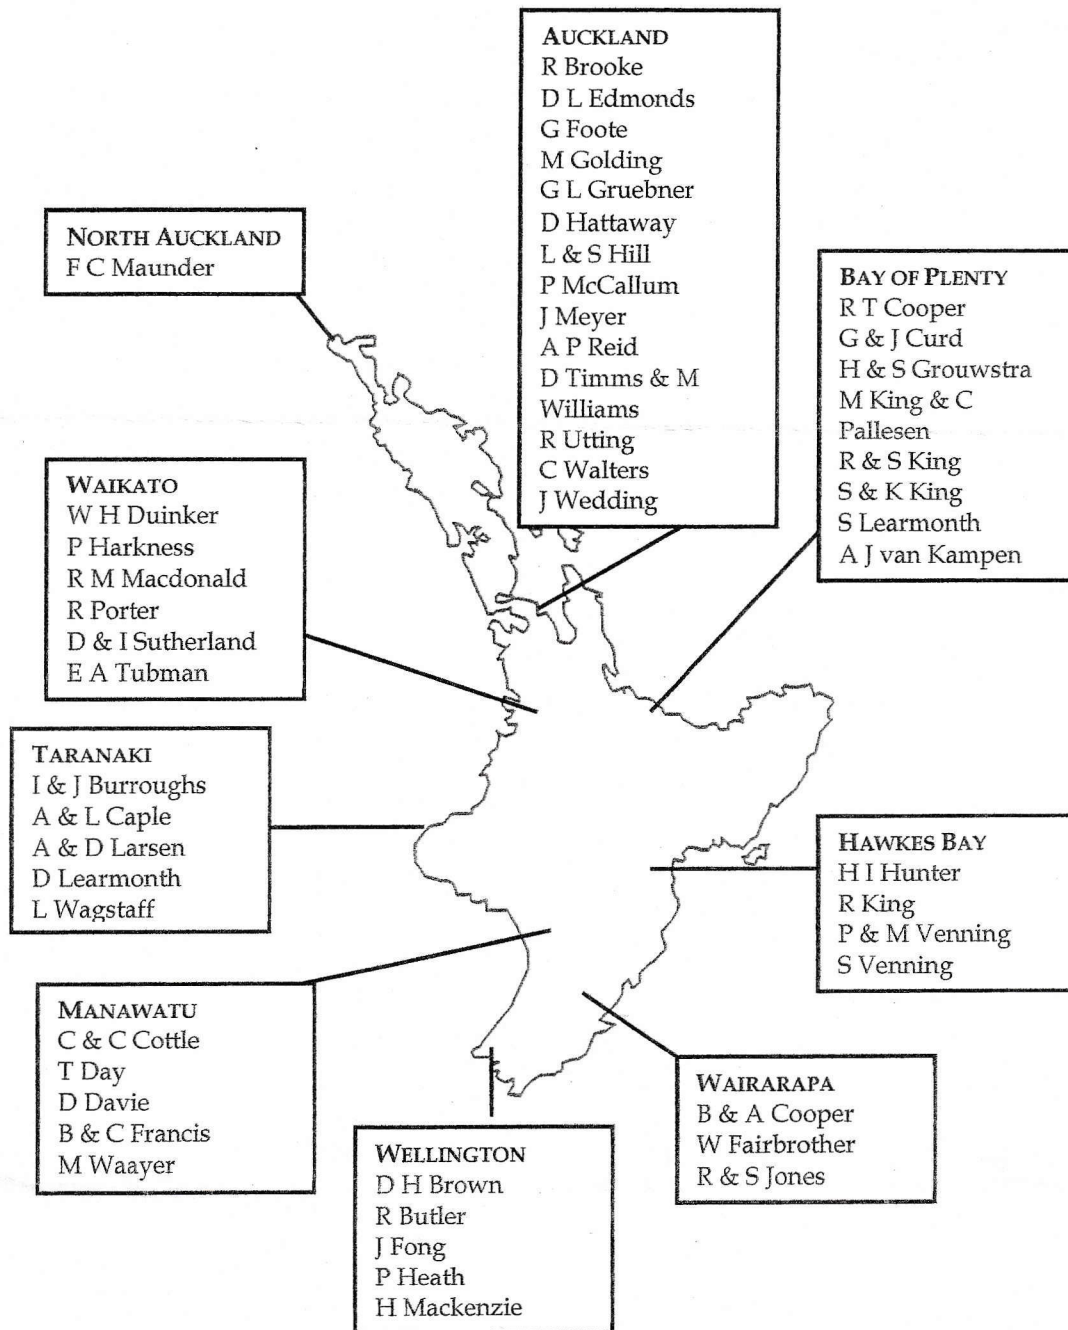 AUCKLAND
R Brooke
D L Edmonds
G Foote
M Golding
G L Gruebner
D Hattaway
L & S Hill
P McCallum
J Meyer
A P Reid
D Timms & M
Williams
R Utting
C Walters
J Wedding
NORTH AUCKLAND
F C Maunder
BAY OF PLENTY
R T Cooper
G & J Curd
H & S Grouwstra
M King & C
Pallesen
R & S King
S & K King
S Learmonth
A J van Kampen
WAIKATO
W H Duinker
P Harkness
R M Macdonald
R Porter
D & I Sutherland
E A Tubman
TARANAKI
I & J Burroughs
A & L Caple
A & D Larsen
D Learmonth
L Wagstaff
HAWKES BAY
H I Hunter
R King
P & M Venning
S Venning
MANAWATU
C & C Cottle
T Day
D Davie
B & C Francis
M Waayer
WAIRARAPA
B & A Cooper
W Fairbrother
R & S Jones
WELLINGTON
D H Brown
R Butler
J Fong
P Heath
H Mackenzie